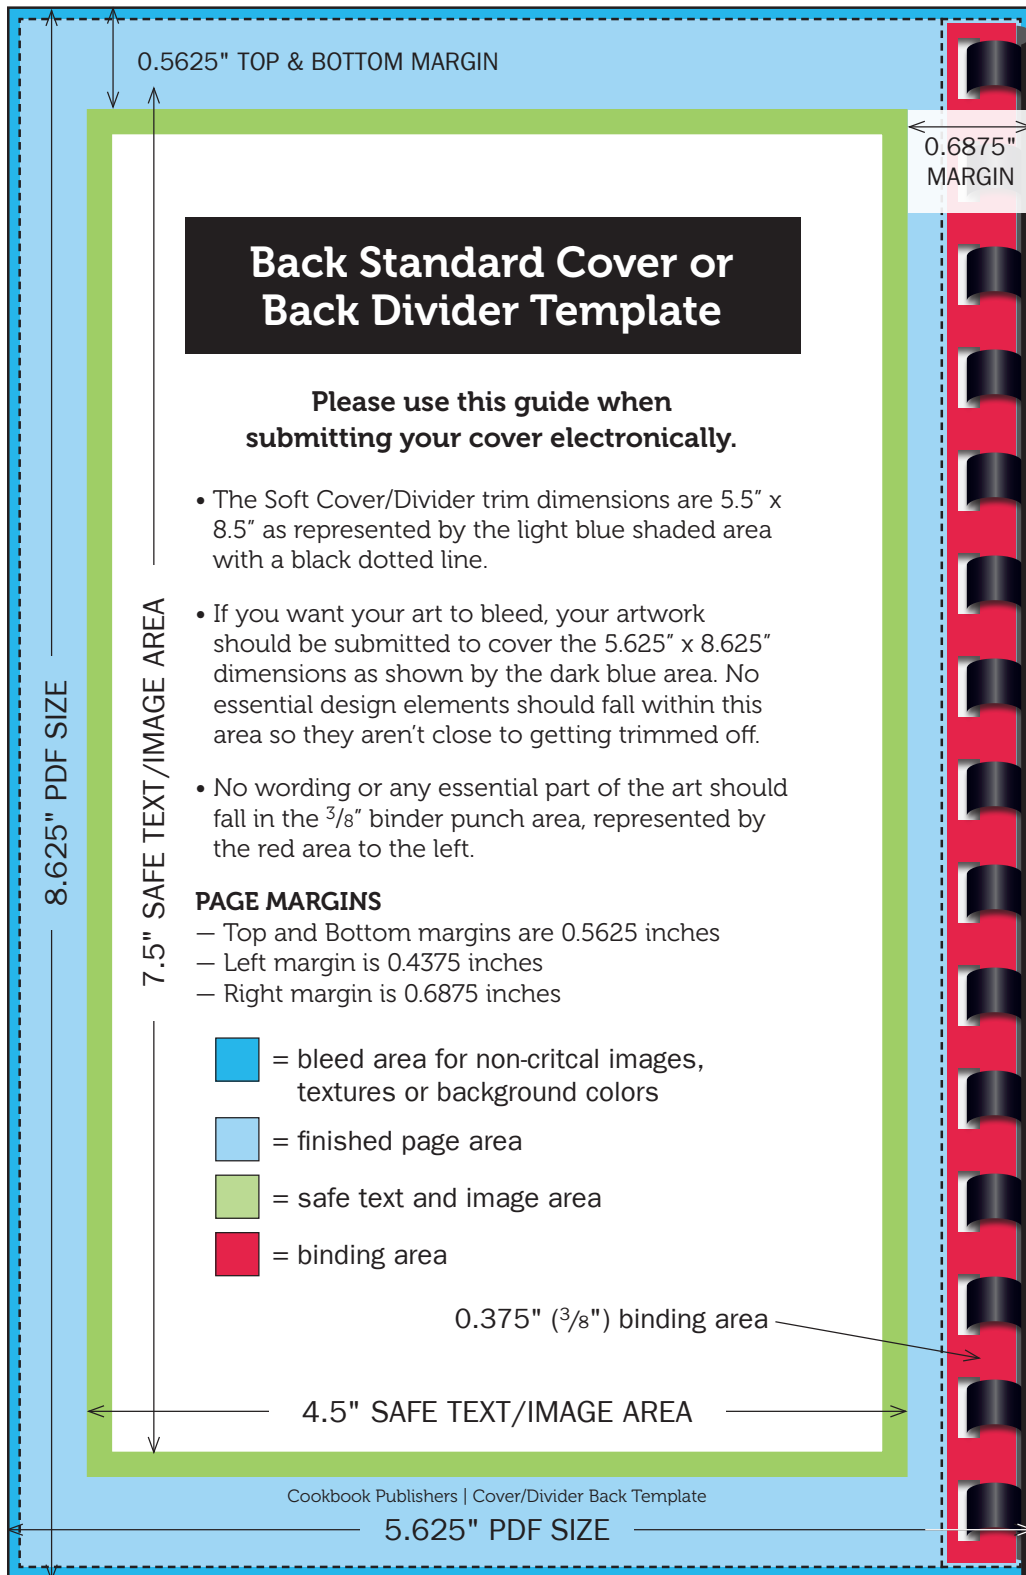 0.5625" TOP & BOTTOM MARGIN
0.6875"
MARGIN
Back Standard Cover or
Back Divider Template
Please use this guide when
submitting your cover electronically.
• The Soft Cover/Divider trim dimensions are 5.5” x
8.5” as represented by the light blue shaded area
with a black dotted line.
• If you want your art to bleed, your artwork
should be submitted to cover the 5.625” x 8.625”
dimensions as shown by the dark blue area. No
essential design elements should fall within this
area so they aren’t close to getting trimmed off.
• No wording or any essential part of the art should
fall in the 3/8” binder punch area, represented by
the red area to the left.
PAGE MARGINS
— Top and Bottom margins are 0.5625 inches
— Left margin is 0.4375 inches
— Right margin is 0.6875 inches
= bleed area for non-critcal images,
textures or background colors
= finished page area
= safe text and image area
= binding area
0.375" (3/8") binding area
8.625" PDF SIZE
7.5" SAFE TEXT/IMAGE AREA
4.5" SAFE TEXT/IMAGE AREA
Cookbook Publishers | Cover/Divider Back Template
5.625" PDF SIZE